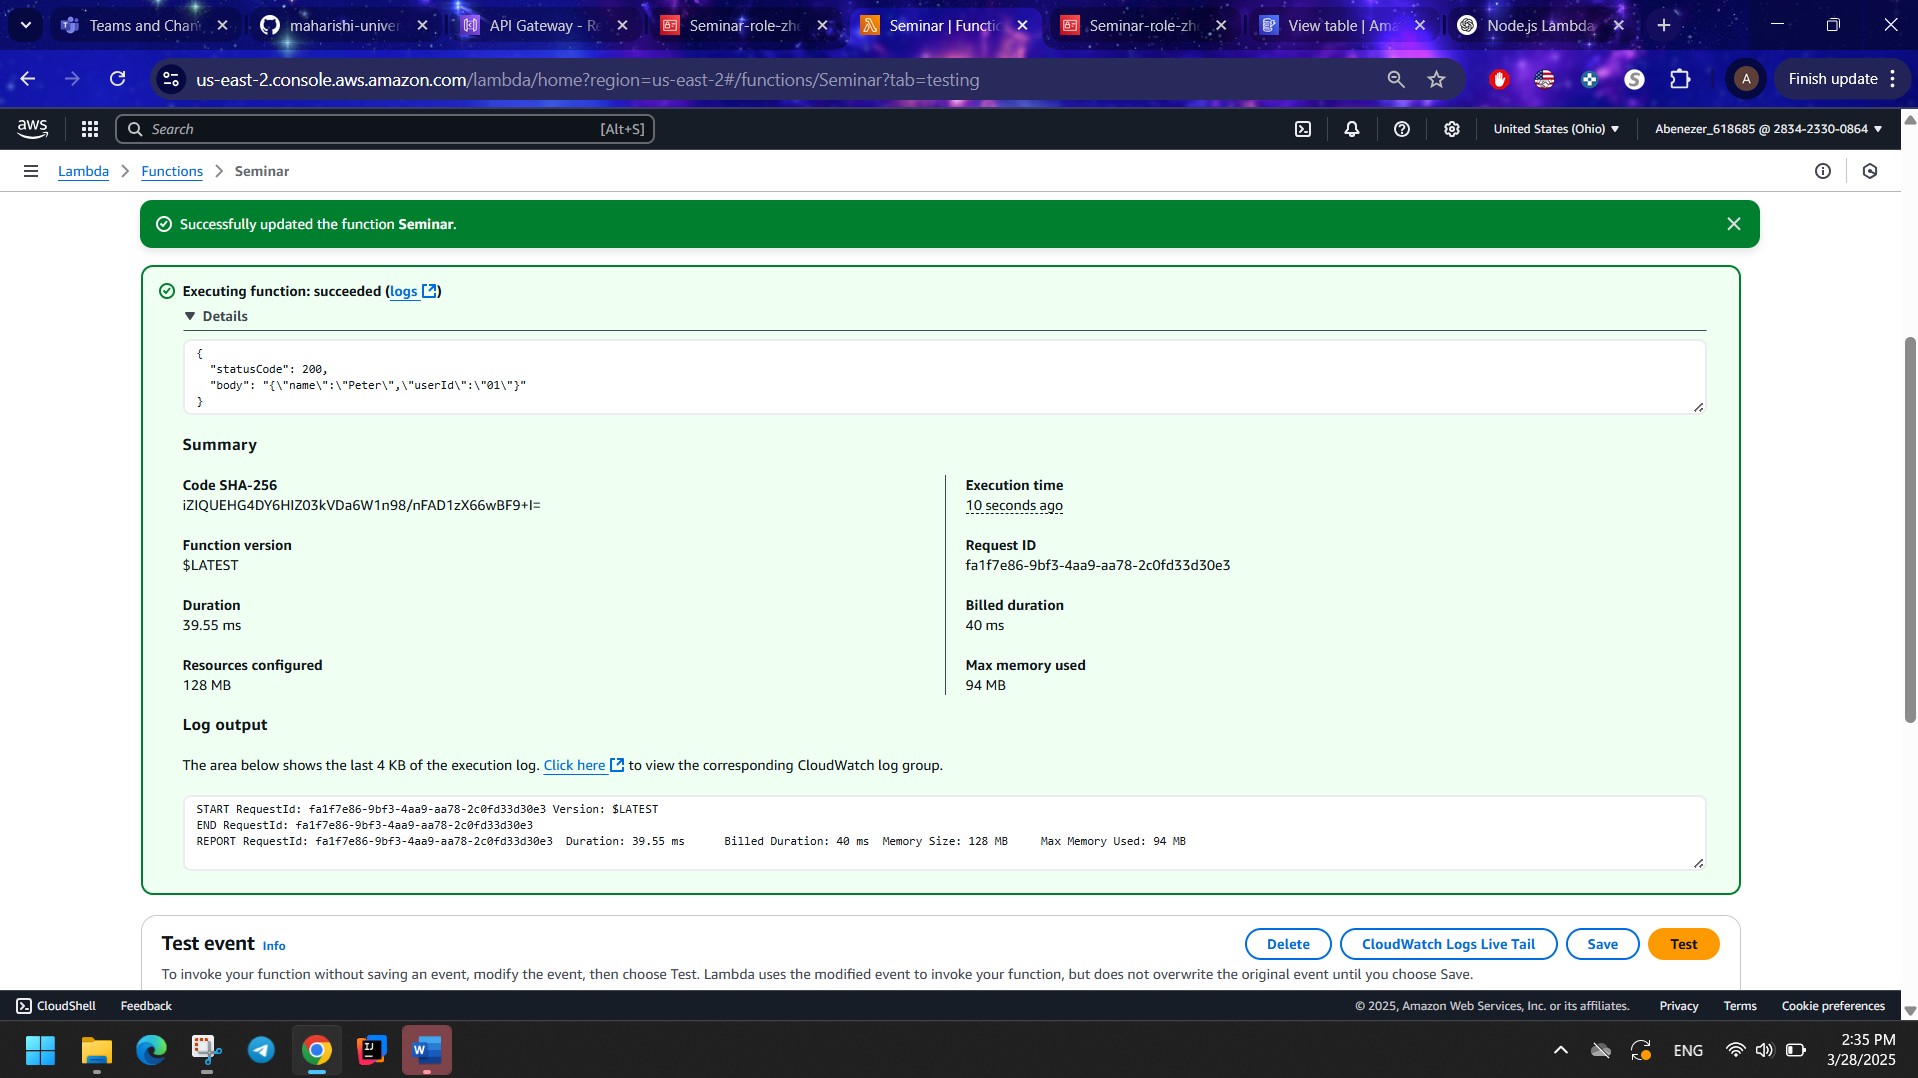 Teams and Chan
maharishi-univer
API Gateway - Re
Seminar-role-zhe
Seminar | Functio
Seminar-role-zhe
View table | Ama
Node.js Lambda
us-east-2.console.aws.amazon.com/lambda/home?region=us-east-2#/functions/Seminar?tab=testing
A
Finish update
aws
Search
[Alt+S]
United States (Ohio)
Abenezer_618685 @ 2834-2330-0864
Lambda
Functions
Seminar
Successfully updated the function Seminar.
Executing function: succeeded (logs)
Details
{
"statusCode": 200,
"body": "{\"name\":\"Peter\",\"userId\":\"01\"}"
}
Summary
Code SHA-256
iZIQUEHG4DY6HIZ03kVDa6W1n98/nFAD1zX66wBF9+I=
Execution time
10 seconds ago
Function version
$LATEST
Request ID
fa1f7e86-9bf3-4aa9-aa78-2c0fd33d30e3
Duration
39.55 ms
Billed duration
40 ms
Resources configured
128 MB
Max memory used
94 MB
Log output
The area below shows the last 4 KB of the execution log. Click here to view the corresponding CloudWatch log group.
START RequestId: fa1f7e86-9bf3-4aa9-aa78-2c0fd33d30e3 Version: $LATEST
END RequestId: fa1f7e86-9bf3-4aa9-aa78-2c0fd33d30e3
REPORT RequestId: fa1f7e86-9bf3-4aa9-aa78-2c0fd33d30e3 Duration: 39.55 ms Billed Duration: 40 ms Memory Size: 128 MB Max Memory Used: 94 MB
Test event Info
Delete
CloudWatch Logs Live Tail
Save
Test
To invoke your function without saving an event, modify the event, then choose Test. Lambda uses the modified event to invoke your function, but does not overwrite the original event until you choose Save.
CloudShell
Feedback
© 2025, Amazon Web Services, Inc. or its affiliates.
Privacy
Terms
Cookie preferences
ENG
2:35 PM
3/28/2025